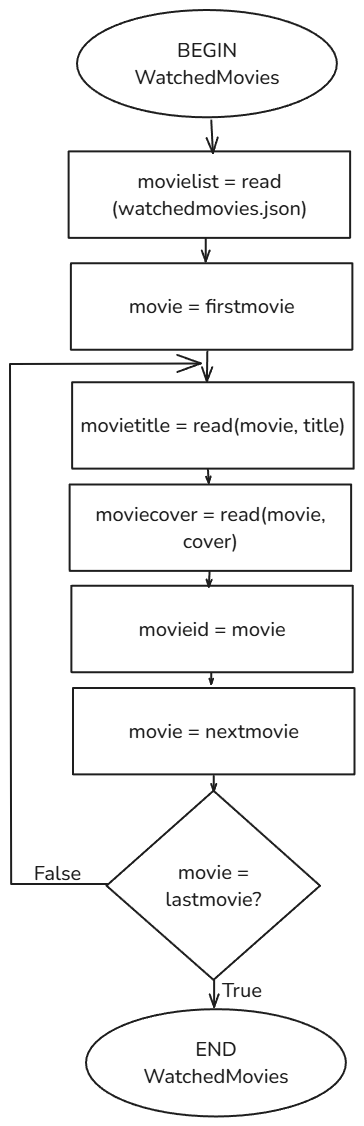 BEGIN
WatchedMovies
movielist = read
(watchedmovies.json)
movie = firstmovie
movietitle = read(movie, title)
moviecover = read(movie,
cover)
movieid = movie
movie = nextmovie
movie =
lastmovie?
False
True
END
WatchedMovies